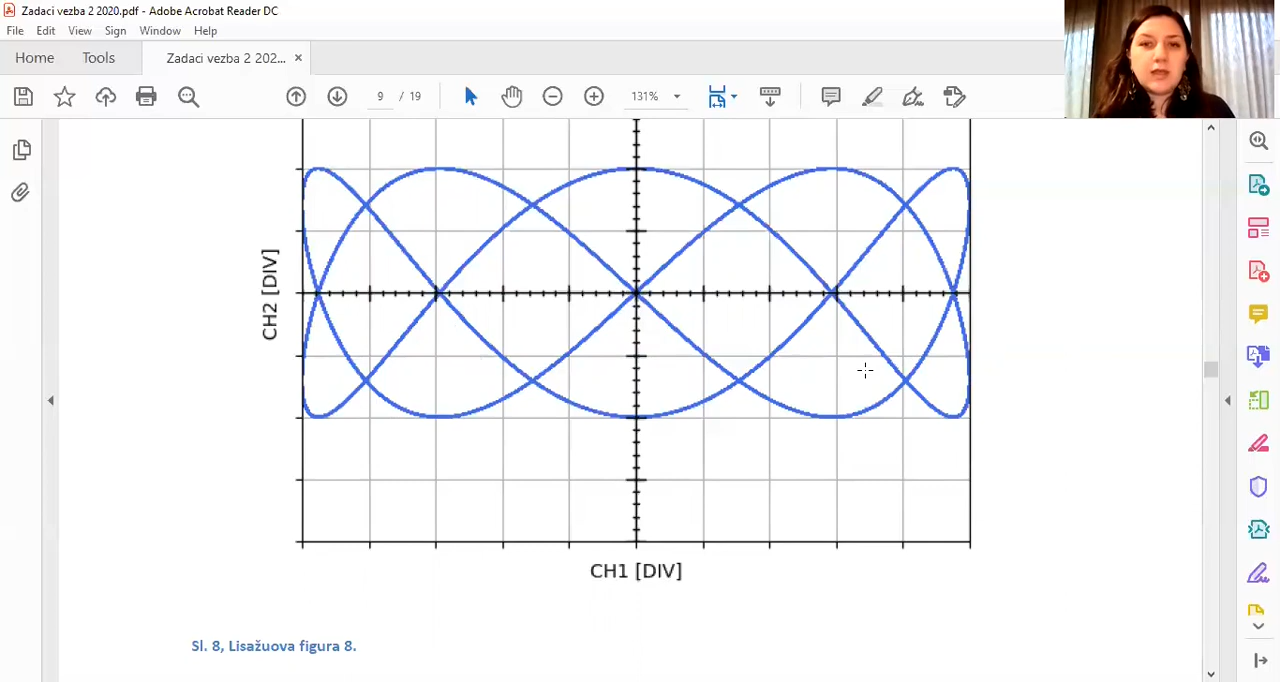 Zadaci vezba 2 2020.pdf - Adobe Acrobat Reader DC
File Edit View Sign Window Help
Home Tools Zadaci vezba 2 202... ×
9 / 19 131%
CH2 [DIV]
CH1 [DIV]
Sl. 8, Lisažuova figura 8.